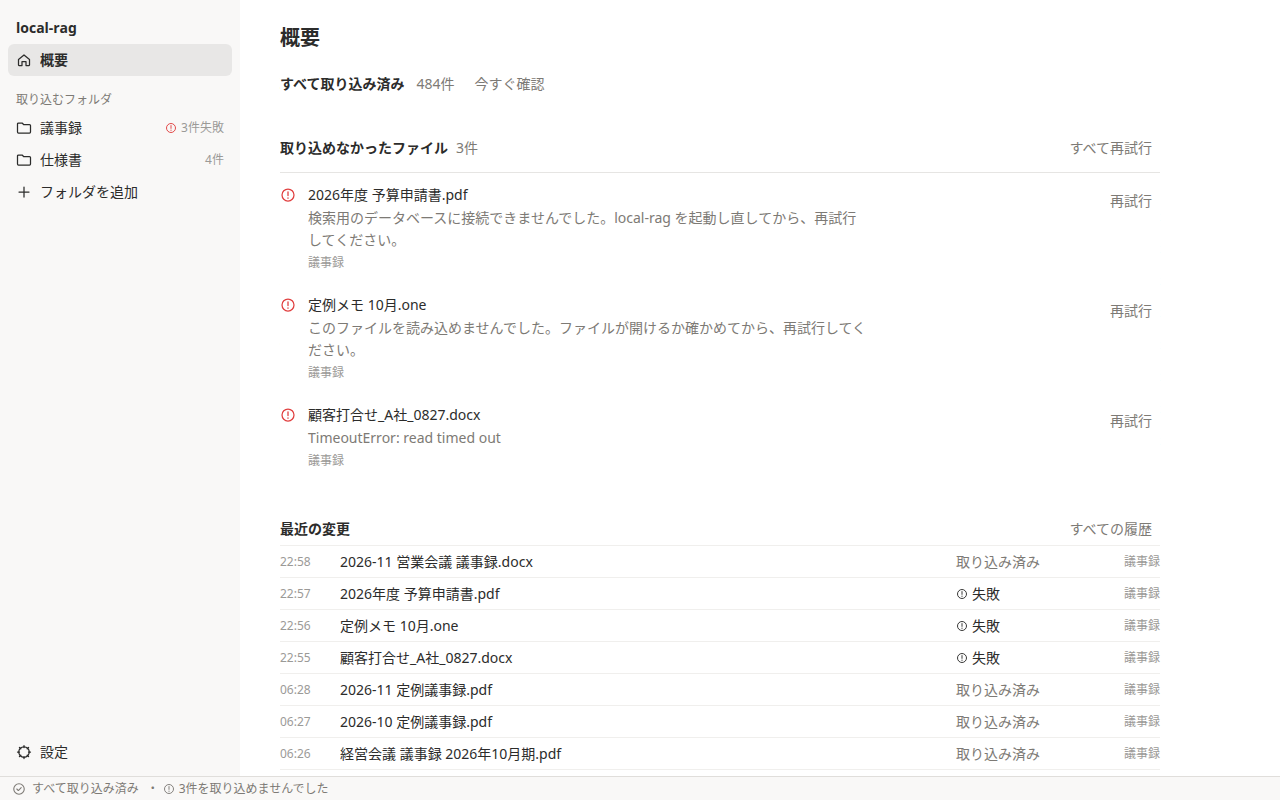 local-rag
概要
取り込むフォルダ
議事録 3件失敗
仕様書 4件
フォルダを追加
設定
概要
すべて取り込み済み 484件 今すぐ確認
取り込めなかったファイル 3件 すべて再試行
2026年度 予算申請書.pdf 再試行
検索用のデータベースに接続できませんでした。local-rag を起動し直してから、再試行
してください。
議事録
定例メモ 10月.one 再試行
このファイルを読み込めませんでした。ファイルが開けるか確かめてから、再試行してく
ださい。
議事録
顧客打合せ_A社_0827.docx 再試行
TimeoutError: read timed out
議事録
最近の変更 すべての履歴
22:58 2026-11 営業会議 議事録.docx 取り込み済み 議事録
22:57 2026年度 予算申請書.pdf 失敗 議事録
22:56 定例メモ 10月.one 失敗 議事録
22:55 顧客打合せ_A社_0827.docx 失敗 議事録
06:28 2026-11 定例議事録.pdf 取り込み済み 議事録
06:27 2026-10 定例議事録.pdf 取り込み済み 議事録
06:26 経営会議 議事録 2026年10月期.pdf 取り込み済み 議事録
すべて取り込み済み ・ 3件を取り込めませんでした